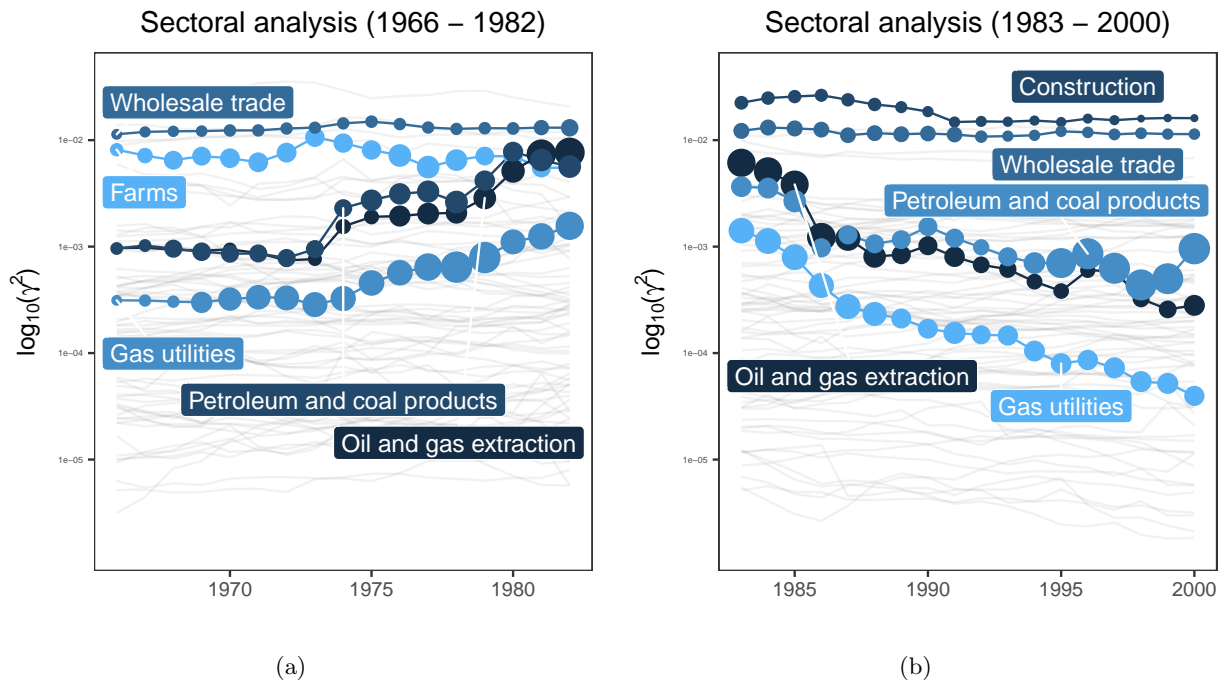 Sectoral analysis (1966 – 1982)
Wholesale trade
Farms
Gas utilities
Petroleum and coal products
Oil and gas extraction
1e−02
1e−03
1e−04
1e−05
log₁₀(γ²)
1970
1975
1980
(a)
Sectoral analysis (1983 – 2000)
Construction
Wholesale trade
Petroleum and coal products
Oil and gas extraction
Gas utilities
1e−02
1e−03
1e−04
1e−05
log₁₀(γ²)
1985
1990
1995
2000
(b)